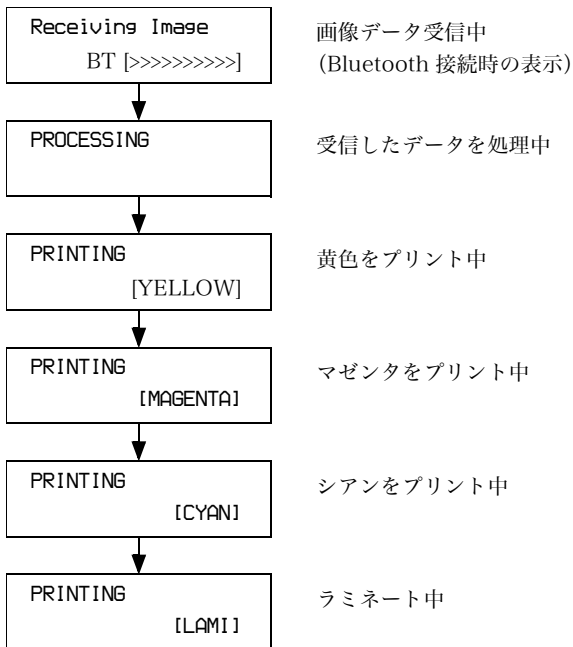 Receiving Image
BT [>>>>>>>>>>]
画像データ受信中
（Bluetooth 接続時の表示）
PROCESSING
受信したデータを処理中
PRINTING
[YELLOW]
黄色をプリント中
PRINTING
[MAGENTA]
マゼンタをプリント中
PRINTING
[CYAN]
シアンをプリント中
PRINTING
[LAMI]
ラミネート中